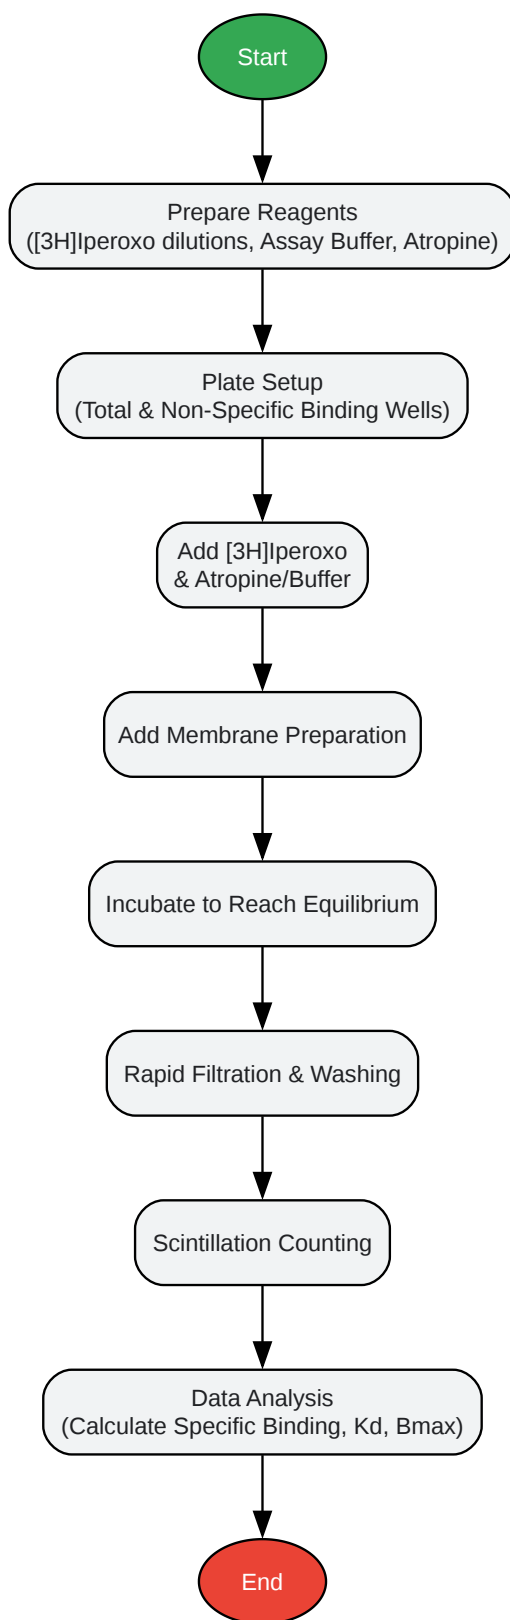 Start
Prepare Reagents
([3H]Iperoxo dilutions, Assay Buffer, Atropine)
Plate Setup
(Total & Non-Specific Binding Wells)
Add [3H]Iperoxo
& Atropine/Buffer
Add Membrane Preparation
Incubate to Reach Equilibrium
Rapid Filtration & Washing
Scintillation Counting
Data Analysis
(Calculate Specific Binding, Kd, Bmax)
End